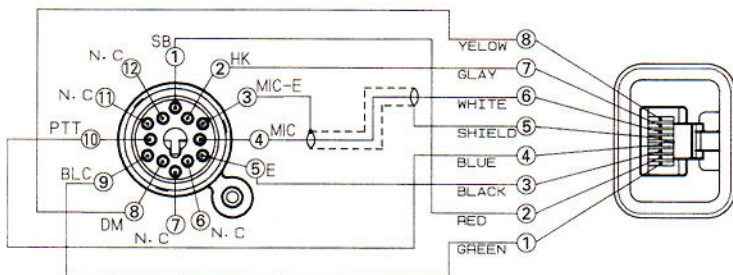 SB
①
N.C
⑫
② HK
N.C ⑪
③ MIC-E
PTT
⑩
④ MIC
BLC
⑨
⑤ E
⑧
DM
⑦
N.C
⑥
N.C
YELOW ⑧
GLAY ⑦
WHITE ⑥
SHIELD ⑤
BLUE ④
BLACK ③
RED ②
GREEN ①